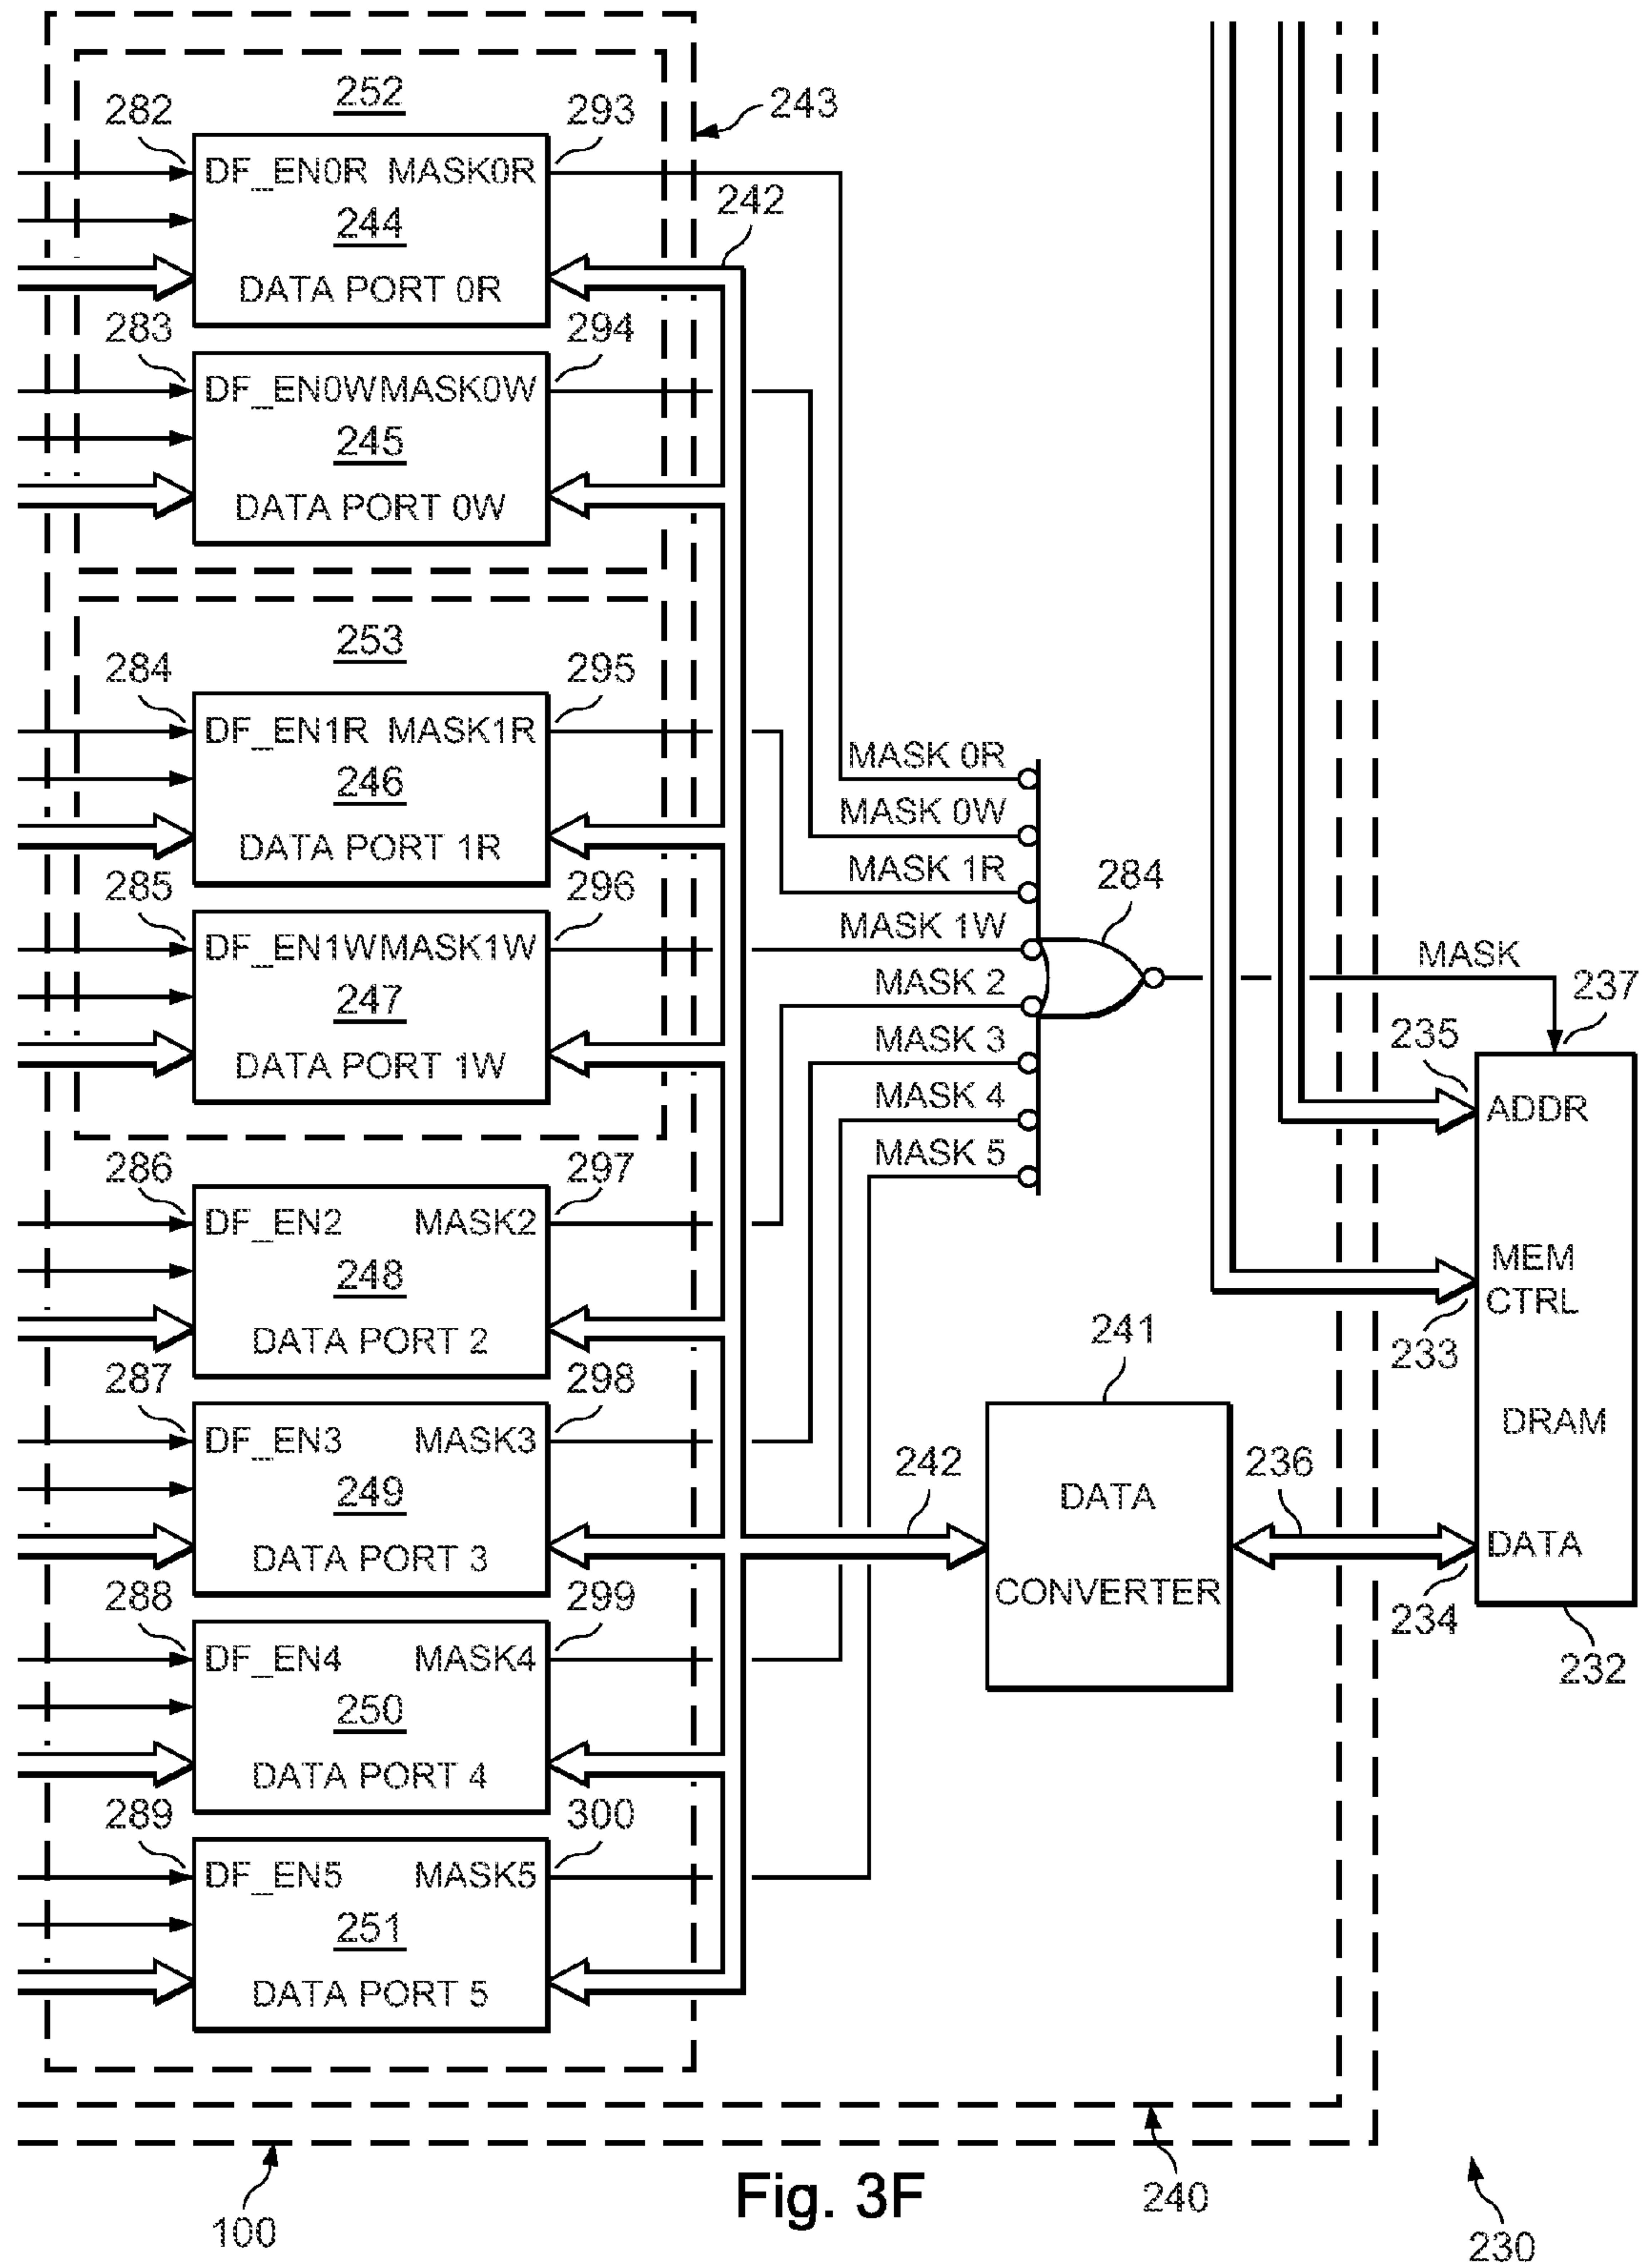 252
282
293
243
DF_EN0R MASK0R
244
242
DATA PORT 0R
283
294
DF_EN0W MASK0W
245
DATA PORT 0W
253
284
295
DF_EN1R MASK1R
246
DATA PORT 1R
285
296
DF_EN1W MASK1W
247
DATA PORT 1W
MASK 0R
MASK 0W
MASK 1R
MASK 1W
MASK 2
MASK 3
MASK 4
MASK 5
284
MASK
237
235
ADDR
MEM
CTRL
233
DRAM
DATA
234
232
286
297
DF_EN2 MASK2
248
DATA PORT 2
287
298
DF_EN3 MASK3
249
DATA PORT 3
241
242
DATA
CONVERTER
236
288
299
DF_EN4 MASK4
250
DATA PORT 4
289
300
DF_EN5 MASK5
251
DATA PORT 5
100
Fig. 3F
240
230